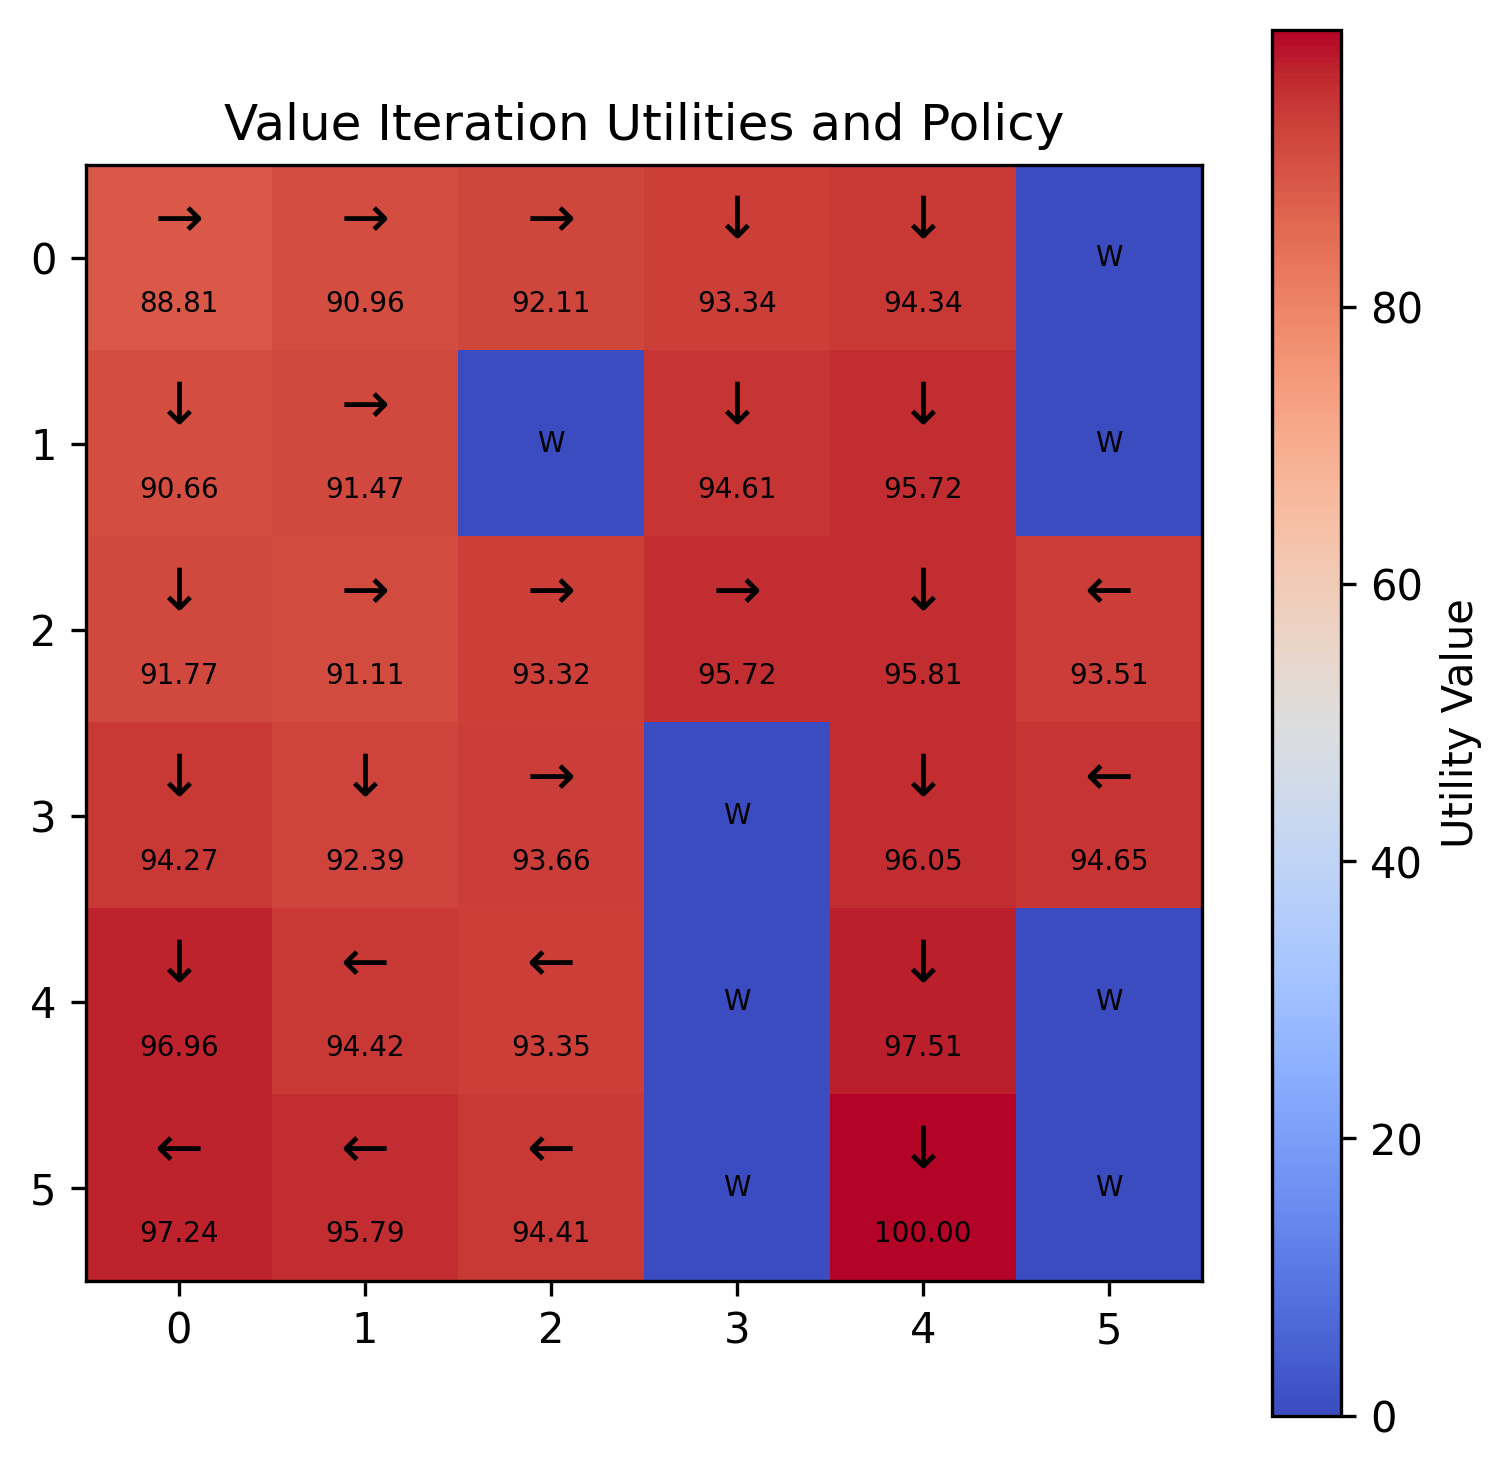 Value Iteration Utilities and Policy
0
→ → → ↓ ↓ W
88.81 90.96 92.11 93.34 94.34
1
↓ → W ↓ ↓ W
90.66 91.47 94.61 95.72
2
↓ → → → ↓ ←
91.77 91.11 93.32 95.72 95.81 93.51
3
↓ ↓ → W ↓ ←
94.27 92.39 93.66 96.05 94.65
4
↓ ← ← W ↓ W
96.96 94.42 93.35 97.51
5
← ← ← W ↓ W
97.24 95.79 94.41 100.00
0 1 2 3 4 5
80
60
40
20
0
Utility Value